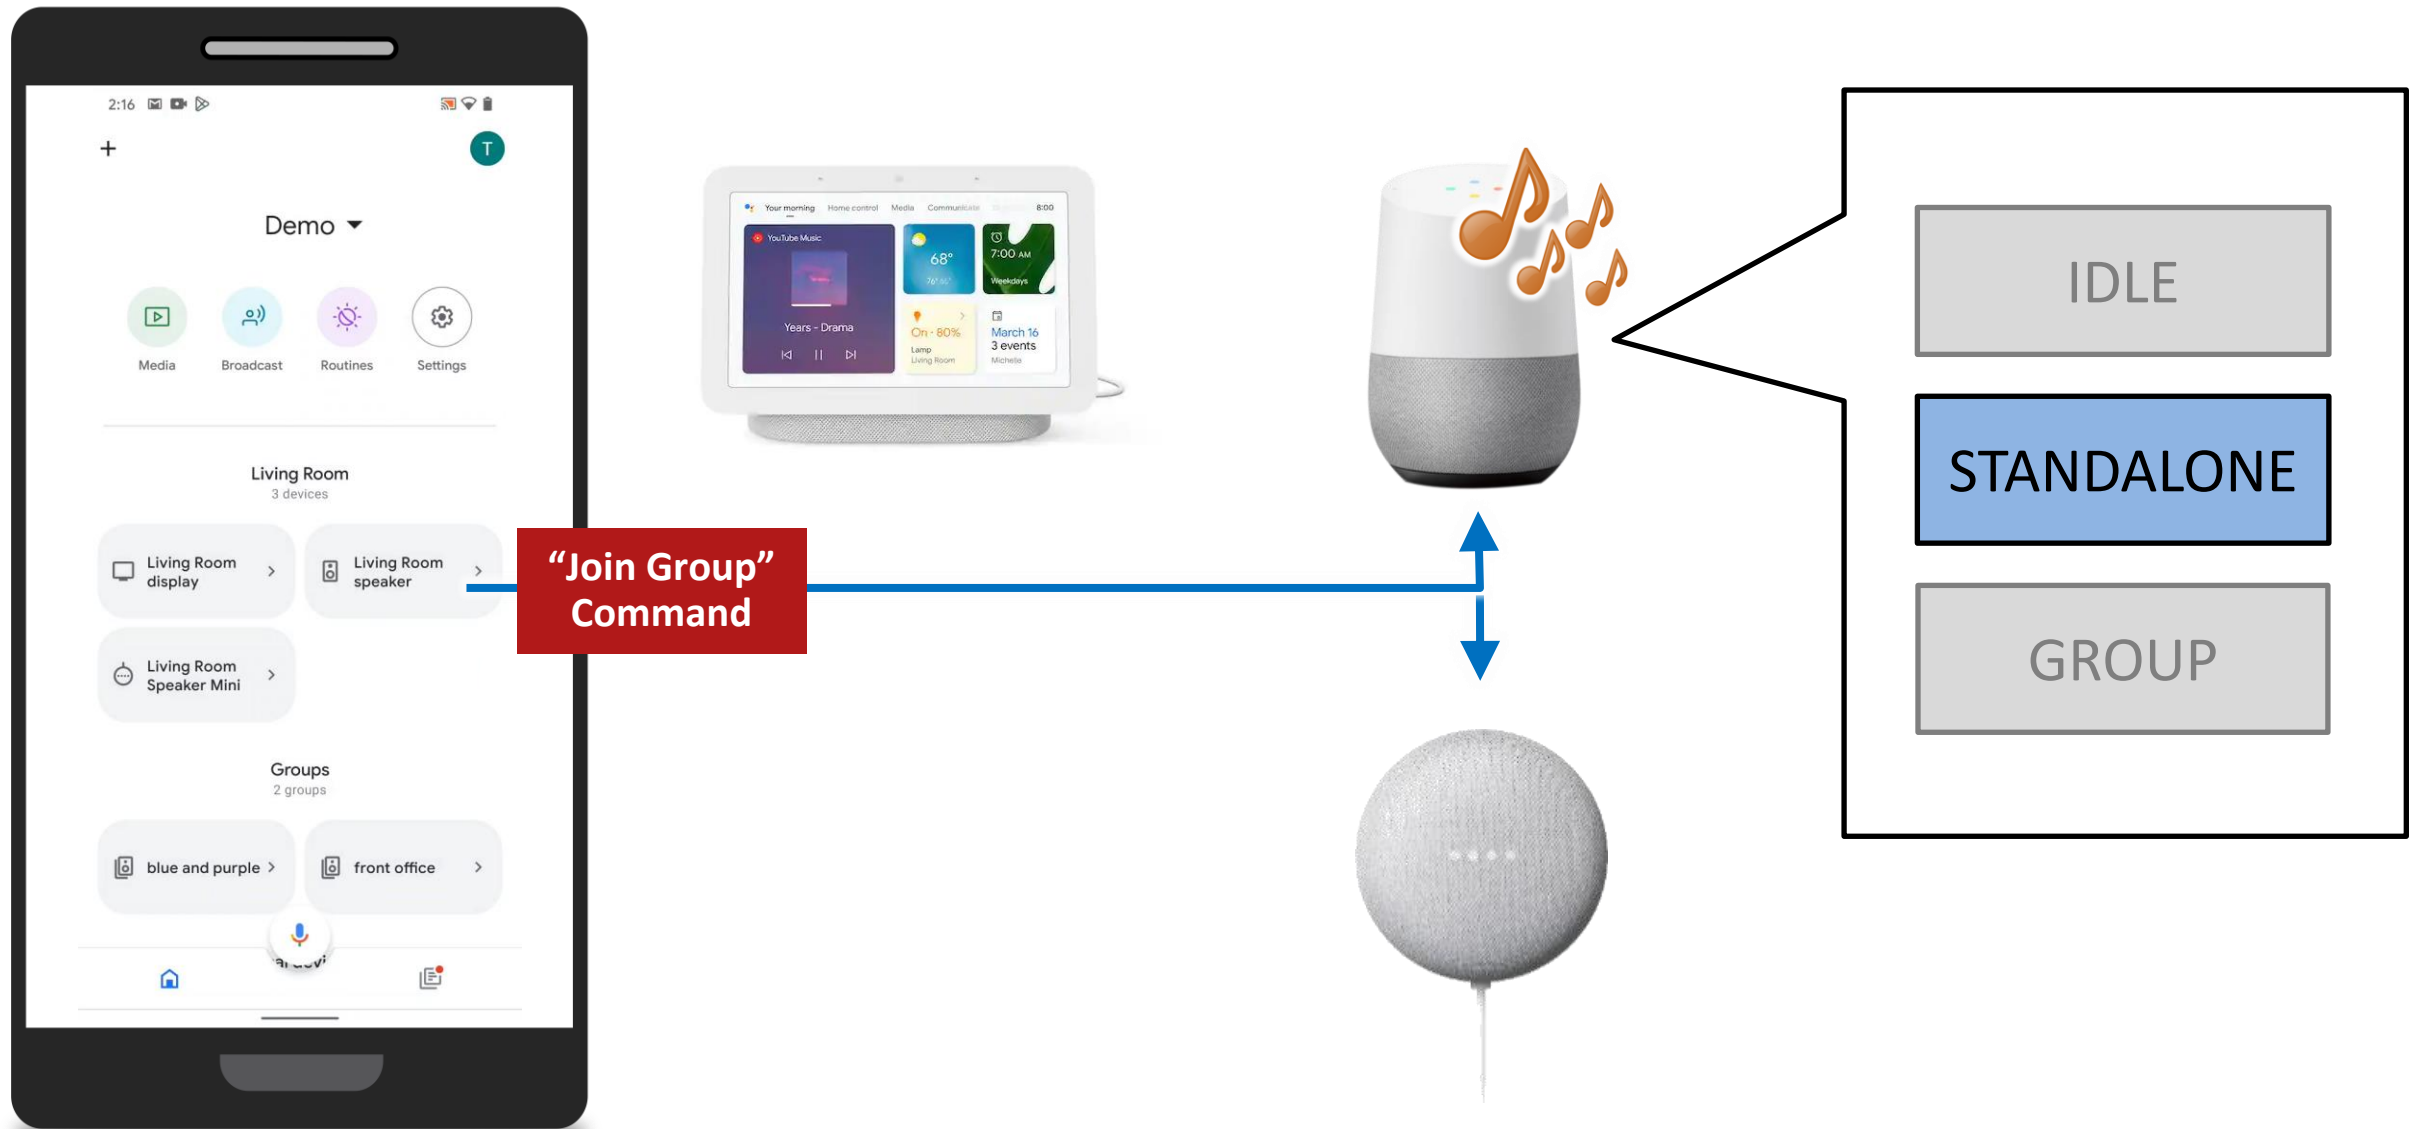 2:16
T
Demo
Media
Broadcast
Routines
Settings
Living Room
3 devices
Living Room
display
Living Room
speaker
Living Room
Speaker Mini
Groups
2 groups
blue and purple
front office
“Join Group”
Command
Your morning Home control Media Communicate
8:00
YouTube Music
Years - Drama
68°
7:00 AM
Weekdays
On · 80%
Lamp
Living Room
March 16
3 events
Michelle
IDLE
STANDALONE
GROUP